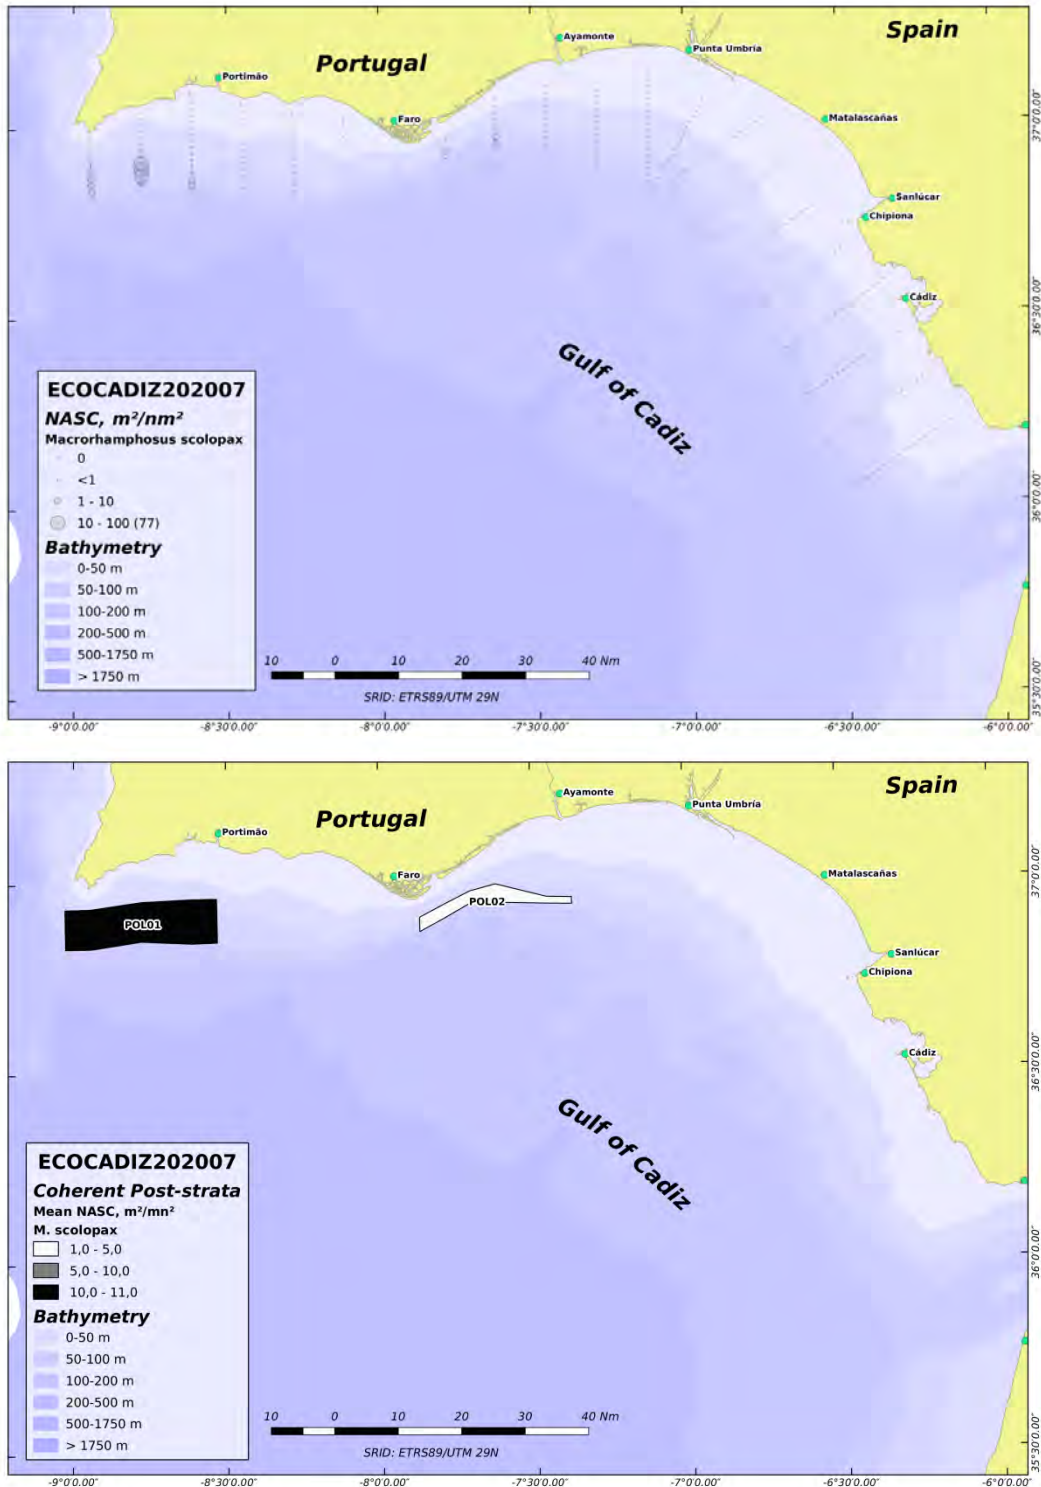 Spain
Ayamonte
Punta Umbría
Portugal
Portimão
Faro
Matalascañas
37°0'0.00"
Sanlúcar
Chipiona
Cádiz
36°30'0.00"
Gulf of Cadiz
ECOCADIZ202007
NASC, m²/nm²
Macrorhamphosus scolopax
0
<1
1 - 10
10 - 100 (77)
Bathymetry
0-50 m
50-100 m
100-200 m
200-500 m
500-1750 m
> 1750 m
36°0'0.00"
10 0 10 20 30 40 Nm
SRID: ETRS89/UTM 29N
35°30'0.00"
-9°0'0.00" -8°30'0.00" -8°0'0.00" -7°30'0.00" -7°0'0.00" -6°30'0.00" -6°0'0.00"
Spain
Ayamonte
Punta Umbría
Portugal
Portimão
Faro
Matalascañas
37°0'0.00"
POL01
POL02
Sanlúcar
Chipiona
Cádiz
36°30'0.00"
Gulf of Cadiz
ECOCADIZ202007
Coherent Post-strata
Mean NASC, m²/mn²
M. scolopax
1,0 - 5,0
5,0 - 10,0
10,0 - 11,0
Bathymetry
0-50 m
50-100 m
100-200 m
200-500 m
500-1750 m
> 1750 m
36°0'0.00"
10 0 10 20 30 40 Nm
SRID: ETRS89/UTM 29N
35°30'0.00"
-9°0'0.00" -8°30'0.00" -8°0'0.00" -7°30'0.00" -7°0'0.00" -6°30'0.00" -6°0'0.00"